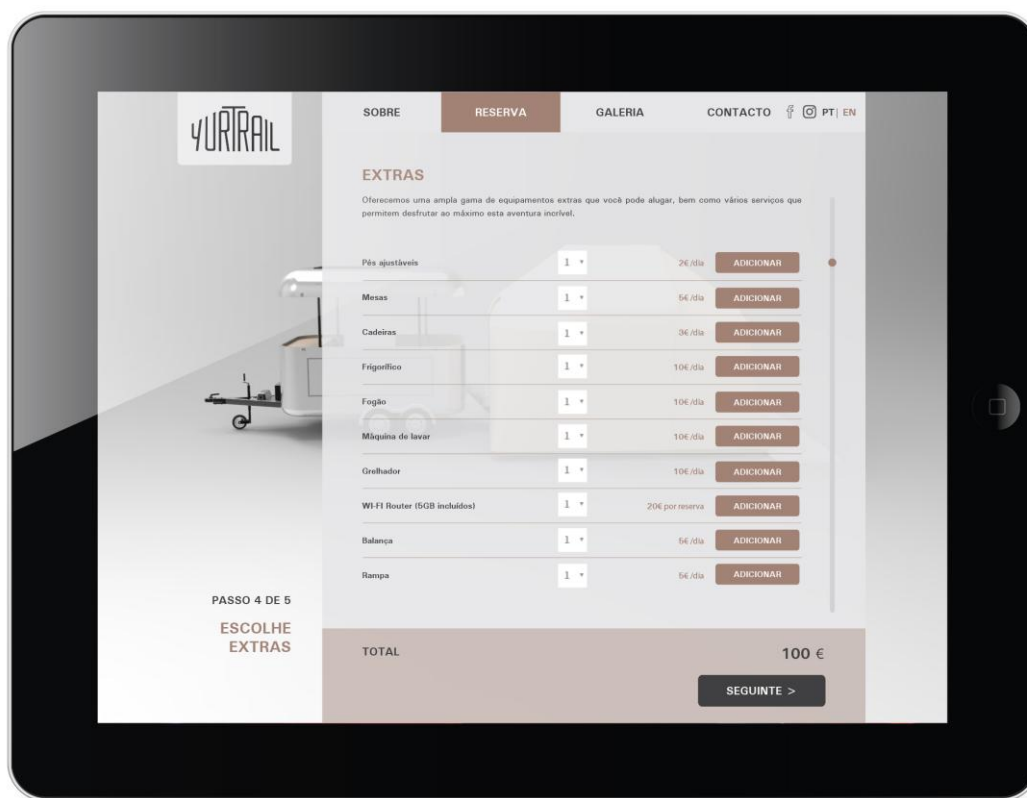 YURTRAIL
SOBRE RESERVA GALERIA CONTACTO PT| EN
EXTRAS
Oferecemos uma ampla gama de equipamentos extras que você pode alugar, bem como vários serviços que
permitem desfrutar ao máximo esta aventura incrível.
Pés ajustáveis 1 2€/dia ADICIONAR
Mesas 1 5€/dia ADICIONAR
Cadeiras 1 3€/dia ADICIONAR
Frigorífico 1 10€/dia ADICIONAR
Fogão 1 10€/dia ADICIONAR
Máquina de lavar 1 10€/dia ADICIONAR
Grelhador 1 10€/dia ADICIONAR
WI-FI Router (5GB incluídos) 1 20€ por reserva ADICIONAR
Balança 1 5€/dia ADICIONAR
Rampa 1 5€/dia ADICIONAR
PASSO 4 DE 5
ESCOLHE
EXTRAS
TOTAL 100 €
SEGUINTE >